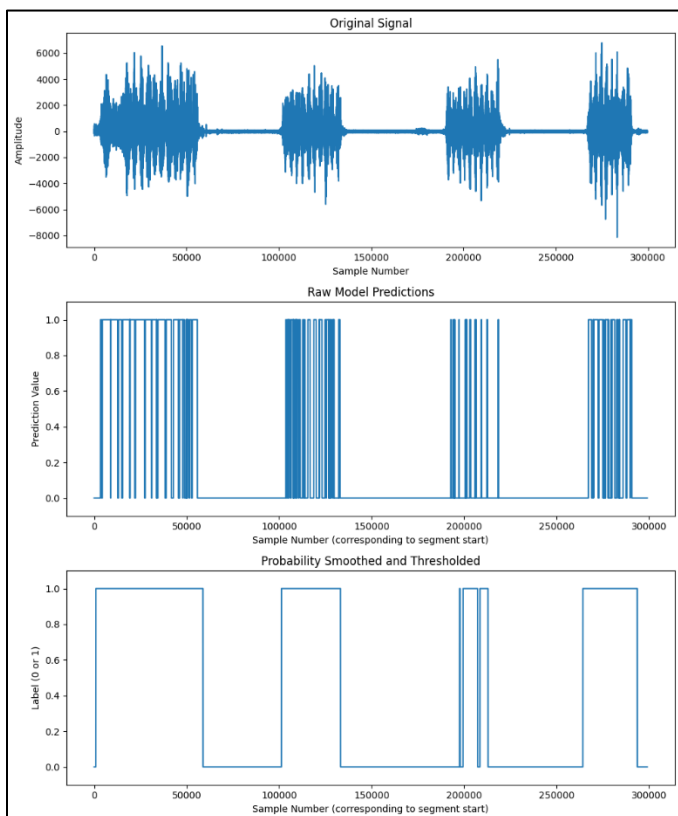 Original Signal
6000
4000
2000
0
−2000
−4000
−6000
−8000
Amplitude
0 50000 100000 150000 200000 250000 300000
Sample Number
Raw Model Predictions
1.0
0.8
0.6
0.4
0.2
0.0
Prediction Value
0 50000 100000 150000 200000 250000 300000
Sample Number (corresponding to segment start)
Probability Smoothed and Thresholded
1.0
0.8
0.6
0.4
0.2
0.0
Label (0 or 1)
0 50000 100000 150000 200000 250000 300000
Sample Number (corresponding to segment start)